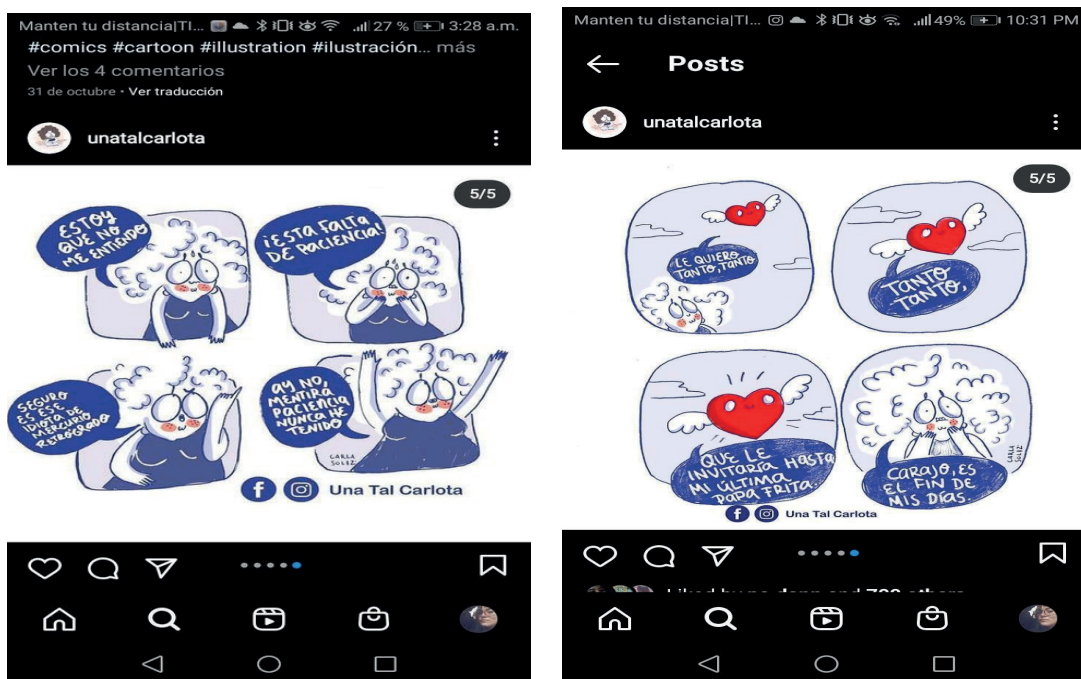 Manten tu distancia|TI... 27 % 3:28 a.m.
#comics #cartoon #illustration #ilustración... más
Ver los 4 comentarios
31 de octubre • Ver traducción
unatalcarlota
5/5
ESTOY
QUE NO
ME ENTIENDO
¡ESTA FALTA
DE PACIENCIA!
SEGURO
ES ESE
IDIOTA DE
MERCURIO
RETROGRADO
AY NO,
MENTIRA
PACIENCIA
NUNCA HE
TENIDO
CARLA
SOLIZ
Una Tal Carlota
Manten tu distancia|TI... 49% 10:31 PM
Posts
unatalcarlota
5/5
LE QUIERO
TANTO, TANTO
TANTO
TANTO,
QUE LE
INVITARÍA HASTA
MI ÚLTIMA
PAPA FRITA.
CARAJO, ES
EL FIN DE
MIS DÍAS.
CARLA
SOLIZ
Una Tal Carlota